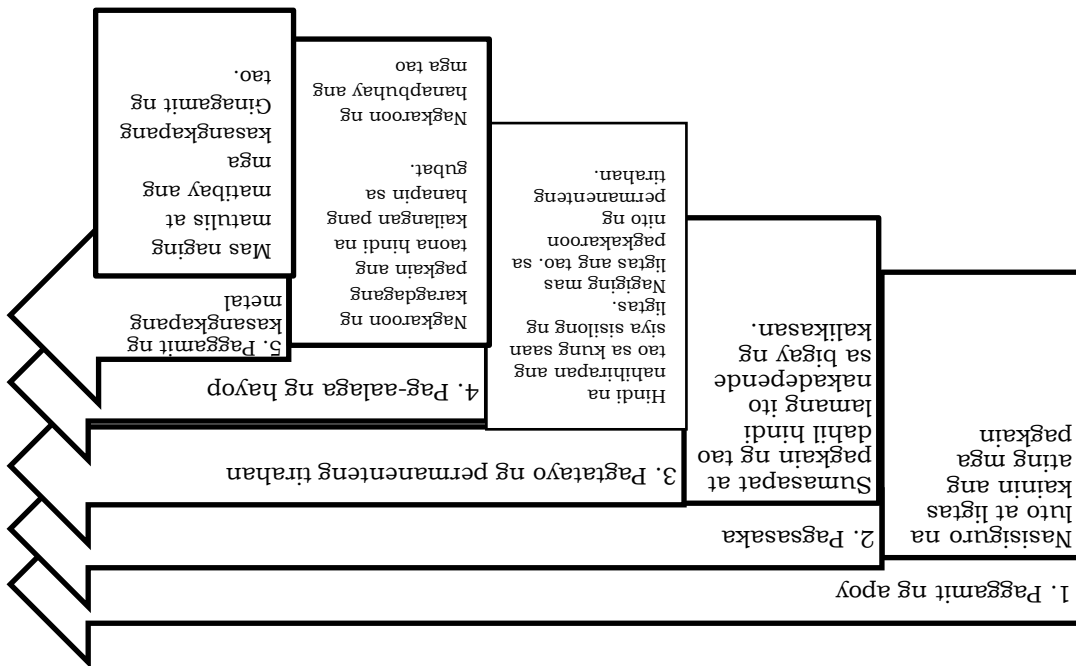 1. Paggamit ng apoy
Nasisiguro na
luto at ligtas
kainin ang
ating mga
pagkain
2. Pagsasaka
Sumasapat at
pagkain ng tao
dahil hindi
lamang ito
nakadepende
sa bigay ng
kalikasan.
3. Pagtatayo ng permanenteng tirahan
Hindi na
nahihirapan ang
tao sa kung saan
siya sisilong ng
ligtas.
Nagiging mas
ligtas ang tao. sa
pagkakaroon
nito ng
permanenteng
tirahan.
4. Pag-aalaga ng hayop
Nagkaroon ng
karagdagang
pagkain ang
taona hindi na
kailangan pang
hanapin sa
gubat.
Nagkaroon ng
hanapbuhay ang
mga tao
5. Paggamit ng
kasangkapang
metal
Mas naging
matulis at
matibay ang
mga
kasangkapang
Ginagamit ng
tao.